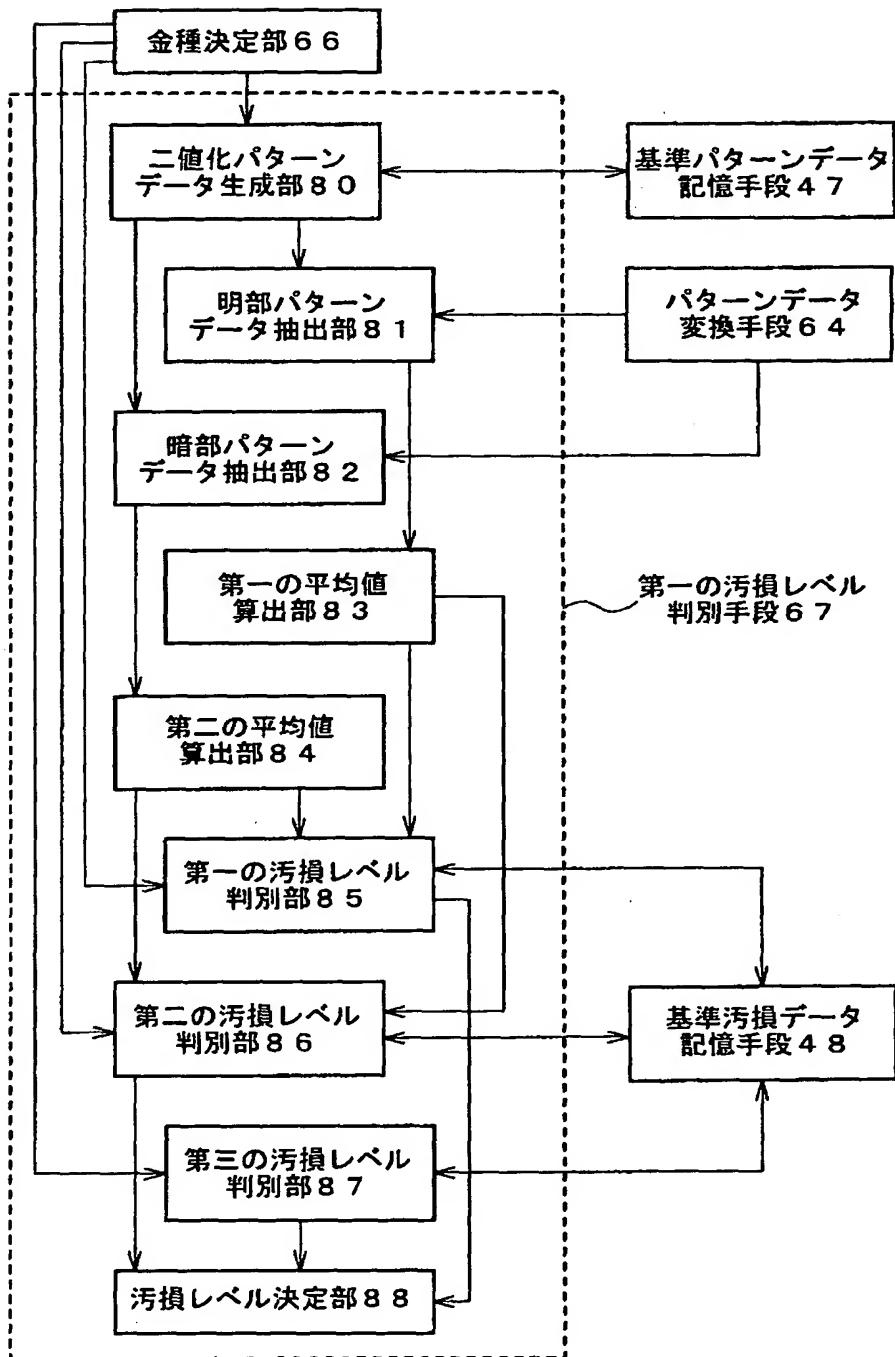 金種決定部６６
二値化パターン
データ生成部８０
基準パターンデータ
記憶手段４７
明部パターン
データ抽出部８１
パターンデータ
変換手段６４
暗部パターン
データ抽出部８２
第一の平均値
算出部８３
第一の汚損レベル
判別手段６７
第二の平均値
算出部８４
第一の汚損レベル
判別部８５
第二の汚損レベル
判別部８６
基準汚損データ
記憶手段４８
第三の汚損レベル
判別部８７
汚損レベル決定部８８